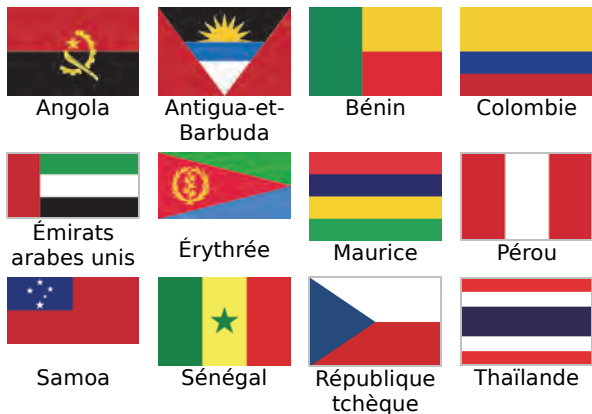 Angola
Antigua-et-
Barbuda
Bénin
Colombie
Émirats
arabes unis
Érythrée
Maurice
Pérou
Samoa
Sénégal
République
tchèque
Thaïlande